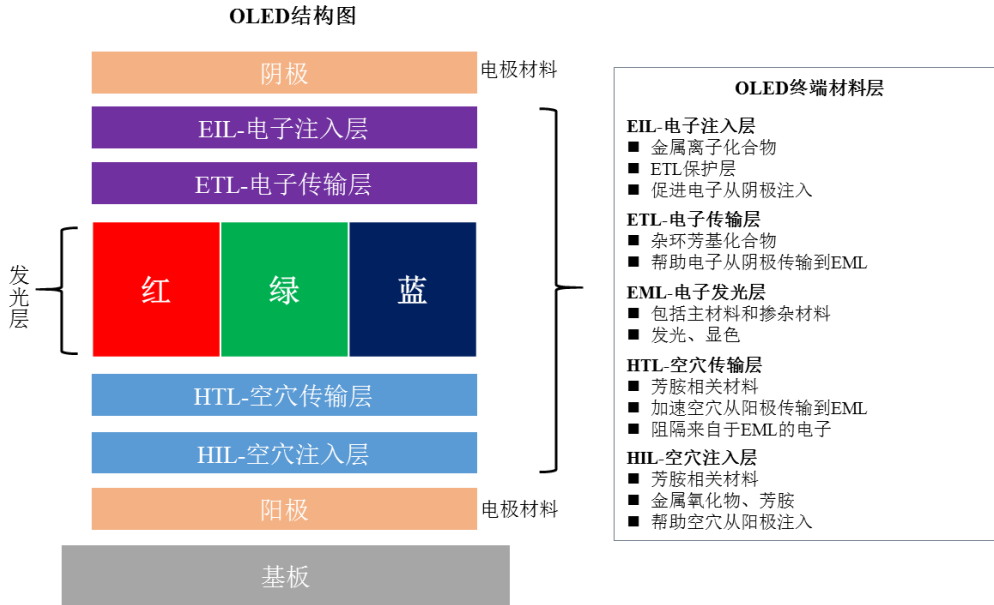 OLED结构图
阴极
电极材料
EIL-电子注入层
ETL-电子传输层
发光层
红
绿
蓝
HTL-空穴传输层
HIL-空穴注入层
阳极
电极材料
基板
OLED终端材料层
EIL-电子注入层
■ 金属离子化合物
■ ETL保护层
■ 促进电子从阴极注入
ETL-电子传输层
■ 杂环芳基化合物
■ 帮助电子从阴极传输到EML
EML-电子发光层
■ 包括主材料和掺杂材料
■ 发光、显色
HTL-空穴传输层
■ 芳胺相关材料
■ 加速空穴从阳极传输到EML
■ 阻隔来自于EML的电子
HIL-空穴注入层
■ 芳胺相关材料
■ 金属氧化物、芳胺
■ 帮助空穴从阳极注入